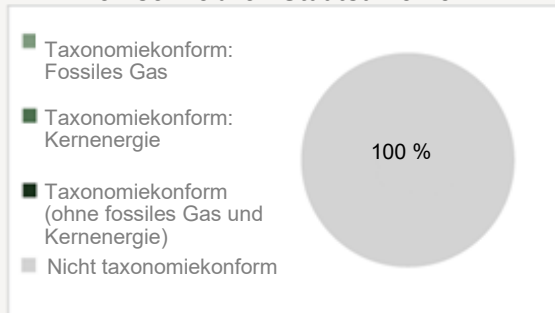 Taxonomiekonform:
Fossiles Gas
Taxonomiekonform:
Kernenergie
Taxonomiekonform
(ohne fossiles Gas und
Kernenergie)
Nicht taxonomiekonform
100 %